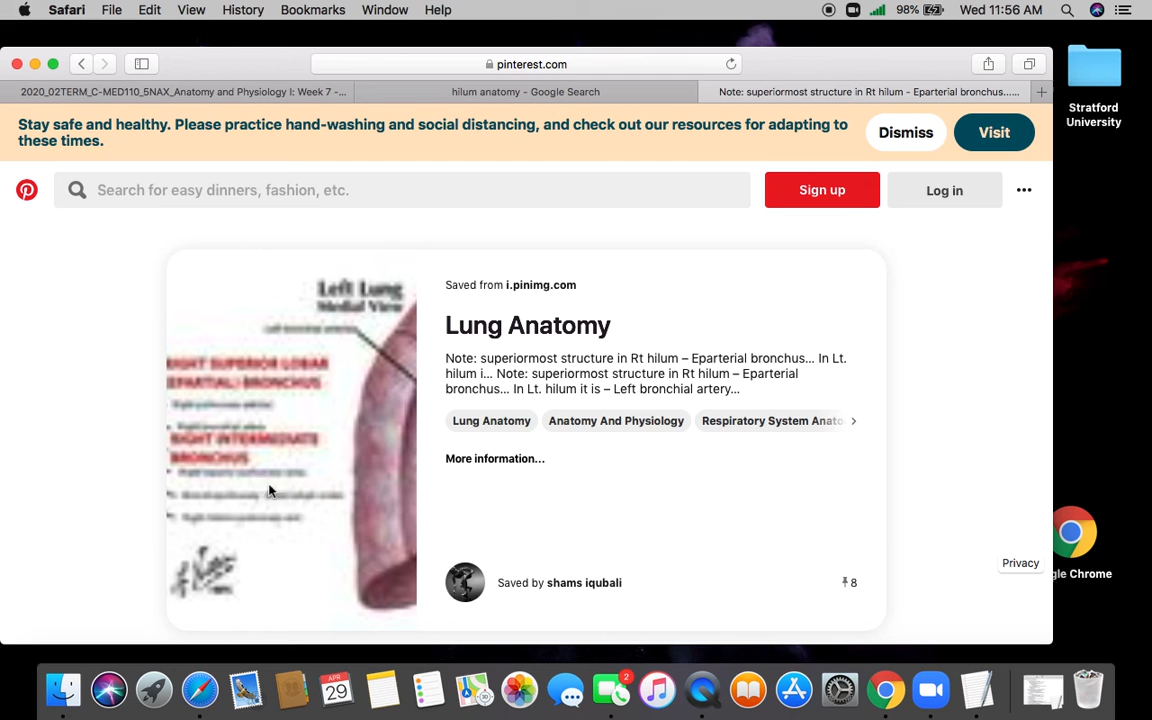 Safari File Edit View History Bookmarks Window Help 98% Wed 11:56 AM
pinterest.com
2020_02TERM_C-MED110_5NAX_Anatomy and Physiology I: Week 7 -... hilum anatomy - Google Search Note: superiormost structure in Rt hilum - Eparterial bronchus......
Stay safe and healthy. Please practice hand-washing and social distancing, and check out our resources for adapting to
these times.
Dismiss Visit
Search for easy dinners, fashion, etc. Sign up Log in
Stratford
University
Left Lung
Medial View
RIGHT SUPERIOR LOBAR
(EPARTIAL) BRONCHUS
RIGHT INTERMEDIATE
BRONCHUS
Saved from i.pinimg.com
Lung Anatomy
Note: superiormost structure in Rt hilum – Eparterial bronchus... In Lt.
hilum i... Note: superiormost structure in Rt hilum – Eparterial
bronchus... In Lt. hilum it is – Left bronchial artery...
Lung Anatomy Anatomy And Physiology Respiratory System Anato
More information...
Saved by shams iqubali 8
Privacy
gle Chrome
APR
29
2